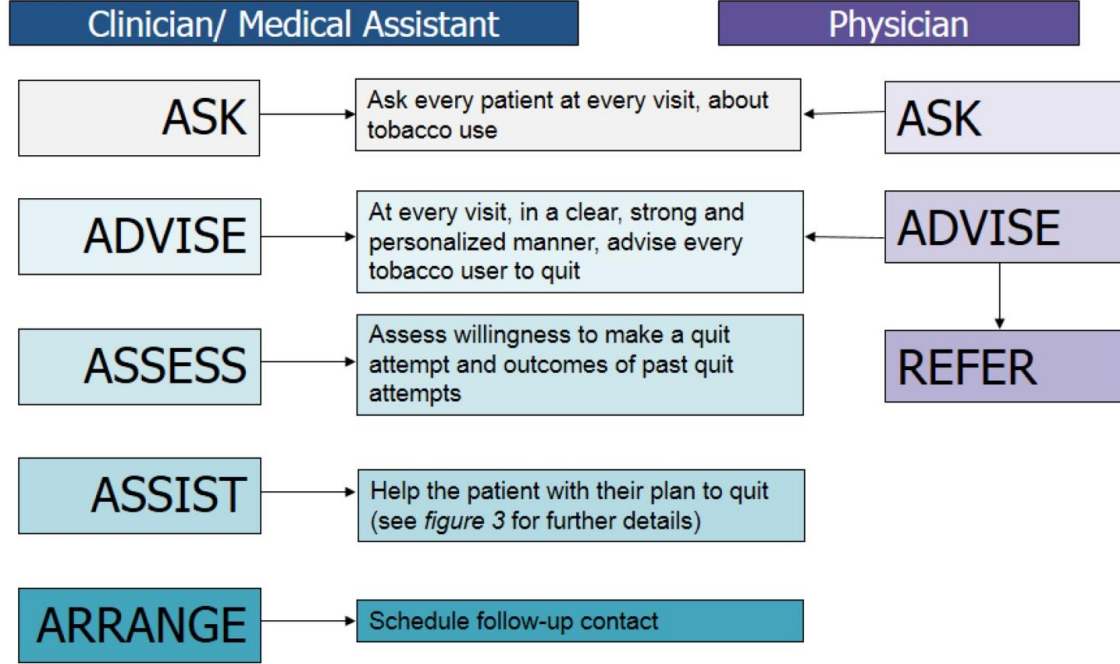 Clinician/ Medical Assistant
Physician
ASK
Ask every patient at every visit, about
tobacco use
ASK
ADVISE
At every visit, in a clear, strong and
personalized manner, advise every
tobacco user to quit
ADVISE
ASSESS
Assess willingness to make a quit
attempt and outcomes of past quit
attempts
REFER
ASSIST
Help the patient with their plan to quit
(see figure 3 for further details)
ARRANGE
Schedule follow-up contact